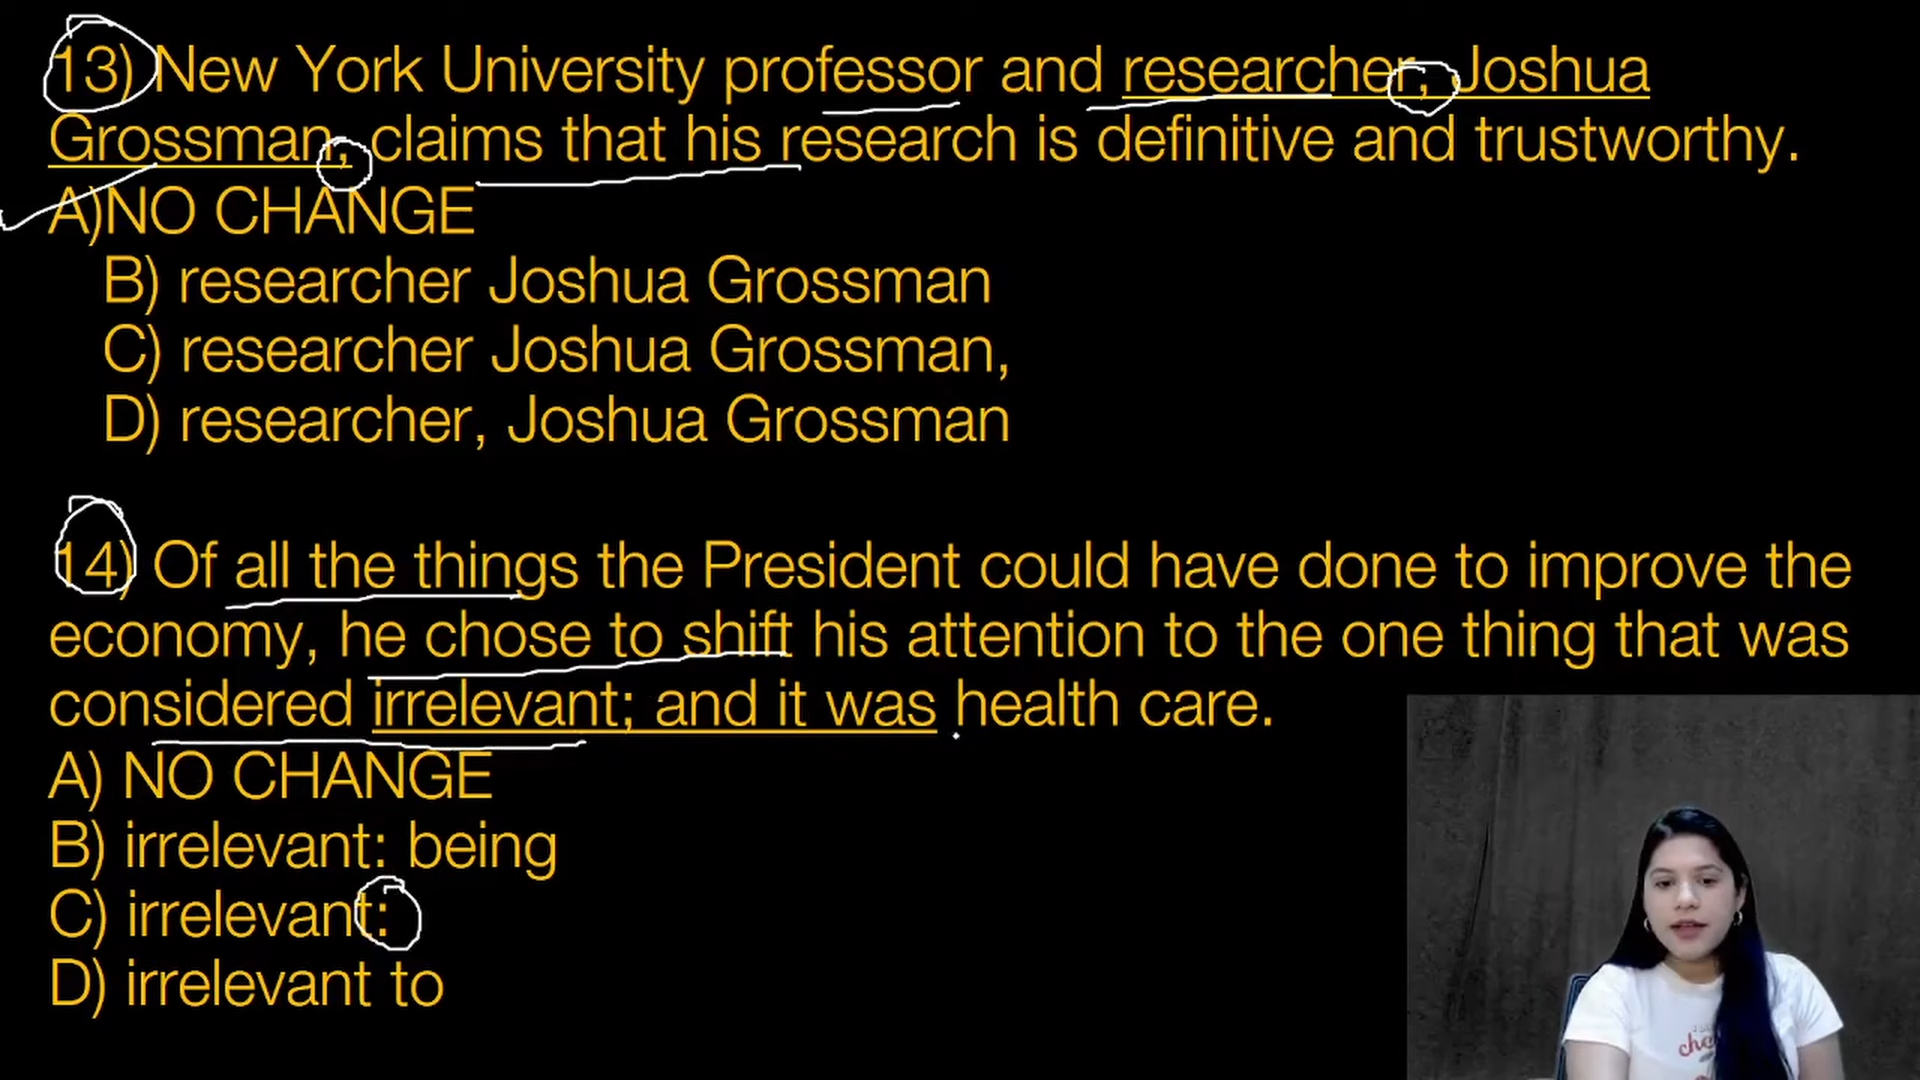 13) New York University professor and researcher, Joshua
Grossman, claims that his research is definitive and trustworthy.
A)NO CHANGE
B) researcher Joshua Grossman
C) researcher Joshua Grossman,
D) researcher, Joshua Grossman
14) Of all the things the President could have done to improve the
economy, he chose to shift his attention to the one thing that was
considered irrelevant; and it was health care.
A) NO CHANGE
B) irrelevant: being
C) irrelevant:
D) irrelevant to